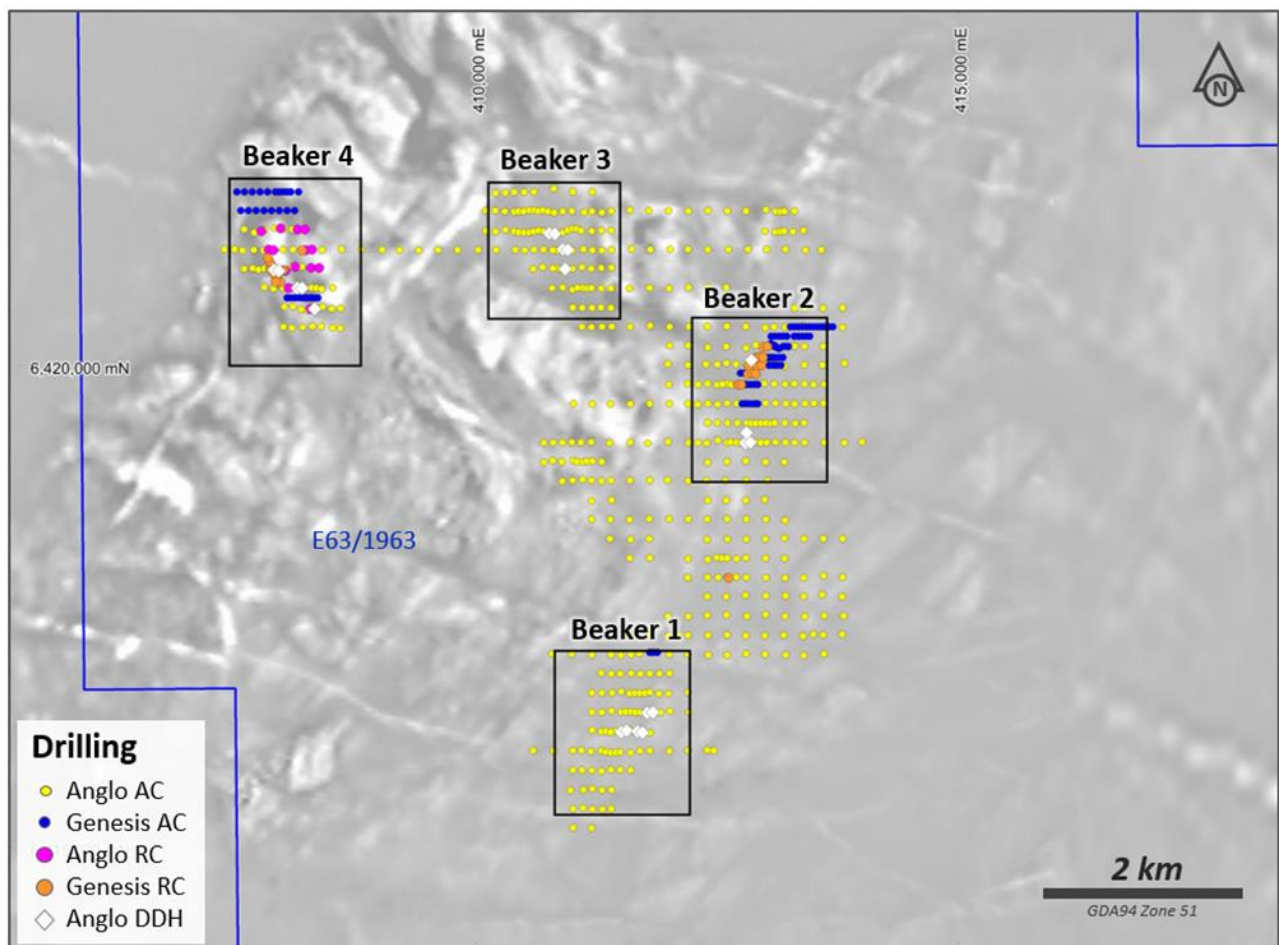 410,000 mE
415,000 mE
N
Beaker 4
Beaker 3
Beaker 2
6,420,000 mN
E63/1963
Beaker 1
Drilling
Anglo AC
Genesis AC
Anglo RC
Genesis RC
Anglo DDH
2 km
GDA94 Zone 51